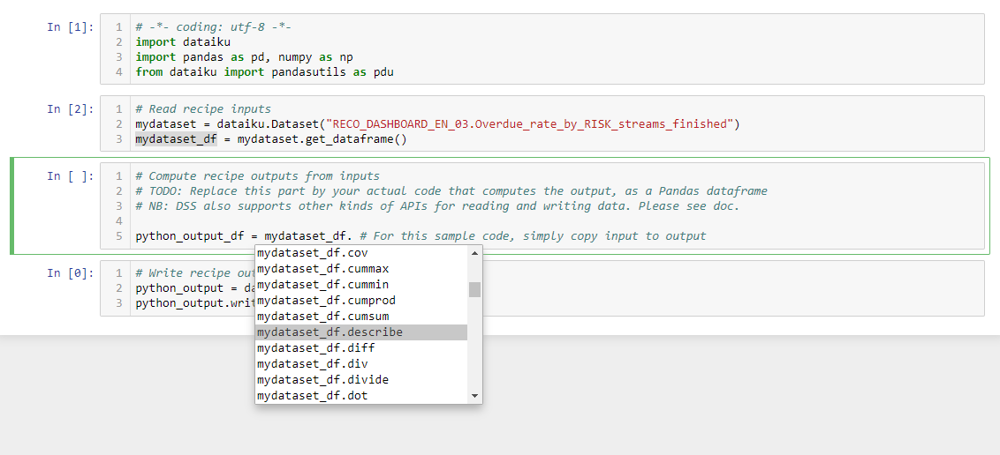 In [1]:
1 # -*- coding: utf-8 -*-
2 import dataiku
3 import pandas as pd, numpy as np
4 from dataiku import pandasutils as pdu
In [2]:
1 # Read recipe inputs
2 mydataset = dataiku.Dataset("RECO_DASHBOARD_EN_03.Overdue_rate_by_RISK_streams_finished")
3 mydataset_df = mydataset.get_dataframe()
In [ ]:
1 # Compute recipe outputs from inputs
2 # TODO: Replace this part by your actual code that computes the output, as a Pandas dataframe
3 # NB: DSS also supports other kinds of APIs for reading and writing data. Please see doc.
4
5 python_output_df = mydataset_df. # For this sample code, simply copy input to output
mydataset_df.cov
mydataset_df.cummax
mydataset_df.cummin
mydataset_df.cumprod
mydataset_df.cumsum
mydataset_df.describe
mydataset_df.diff
mydataset_df.div
mydataset_df.divide
mydataset_df.dot
In [0]:
1 # Write recipe ou
2 python_output = da
3 python_output.writ